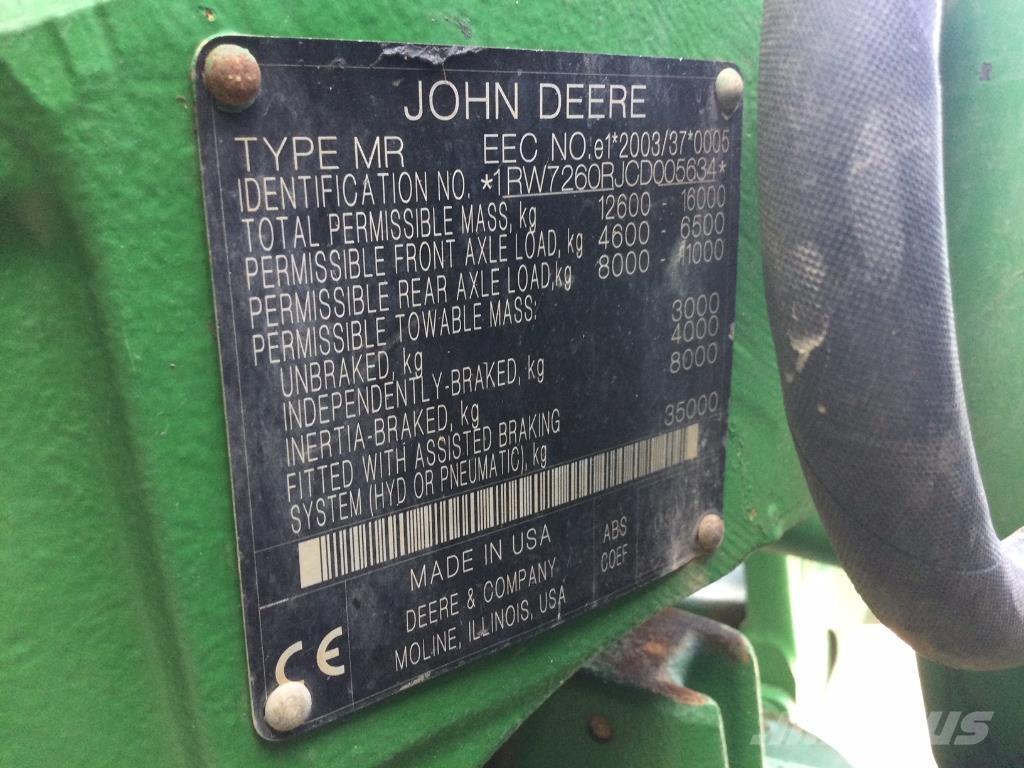 JOHN DEERE
TYPE MR EEC NO.: e1*2003/37*0005
IDENTIFICATION NO. *1RW7260RJCD005634*
TOTAL PERMISSIBLE MASS, kg 12600 - 16000
PERMISSIBLE FRONT AXLE LOAD, kg 4600 - 6500
PERMISSIBLE REAR AXLE LOAD,kg 8000 - 11000
PERMISSIBLE TOWABLE MASS:
UNBRAKED, kg 3000
INDEPENDENTLY-BRAKED, kg 4000
INERTIA-BRAKED, kg 8000
FITTED WITH ASSISTED BRAKING
SYSTEM (HYD OR PNEUMATIC), kg 35000
MADE IN USA
DEERE & COMPANY
MOLINE, ILLINOIS, USA
ABS
COEF
CE